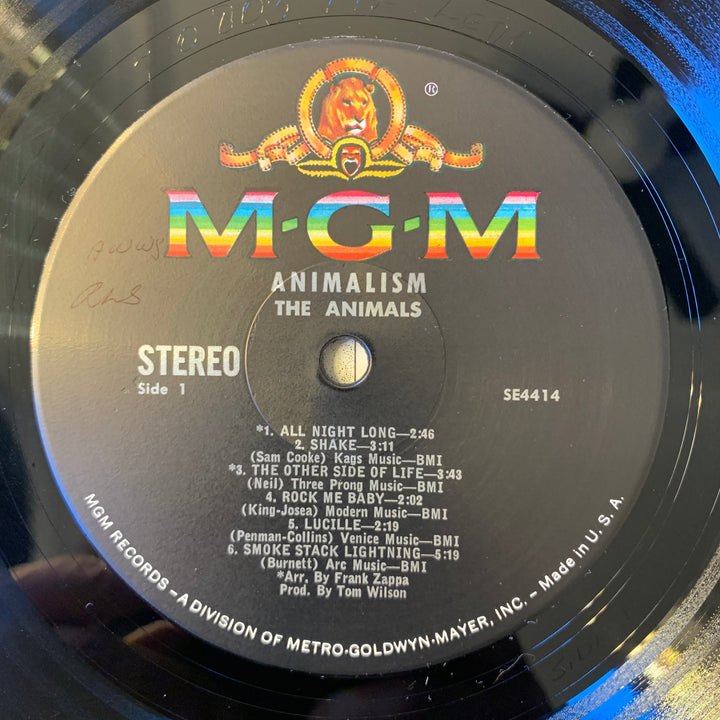 ®
M·G·M
ANIMALISM
THE ANIMALS
STEREO
Side 1
SE4414
*1. ALL NIGHT LONG—2:46
2. SHAKE—3:11
(Sam Cooke) Kags Music—BMI
*3. THE OTHER SIDE OF LIFE—3:43
(Neil) Three Prong Music—BMI
4. ROCK ME BABY—2:02
(King-Josea) Modern Music—BMI
5. LUCILLE—2:19
(Penman-Collins) Venice Music—BMI
6. SMOKE STACK LIGHTNING—5:19
(Burnett) Arc Music—BMI
*Arr. By Frank Zappa
Prod. By Tom Wilson
MGM RECORDS – A DIVISION OF METRO-GOLDWYN-MAYER, INC. – Made in U. S. A.